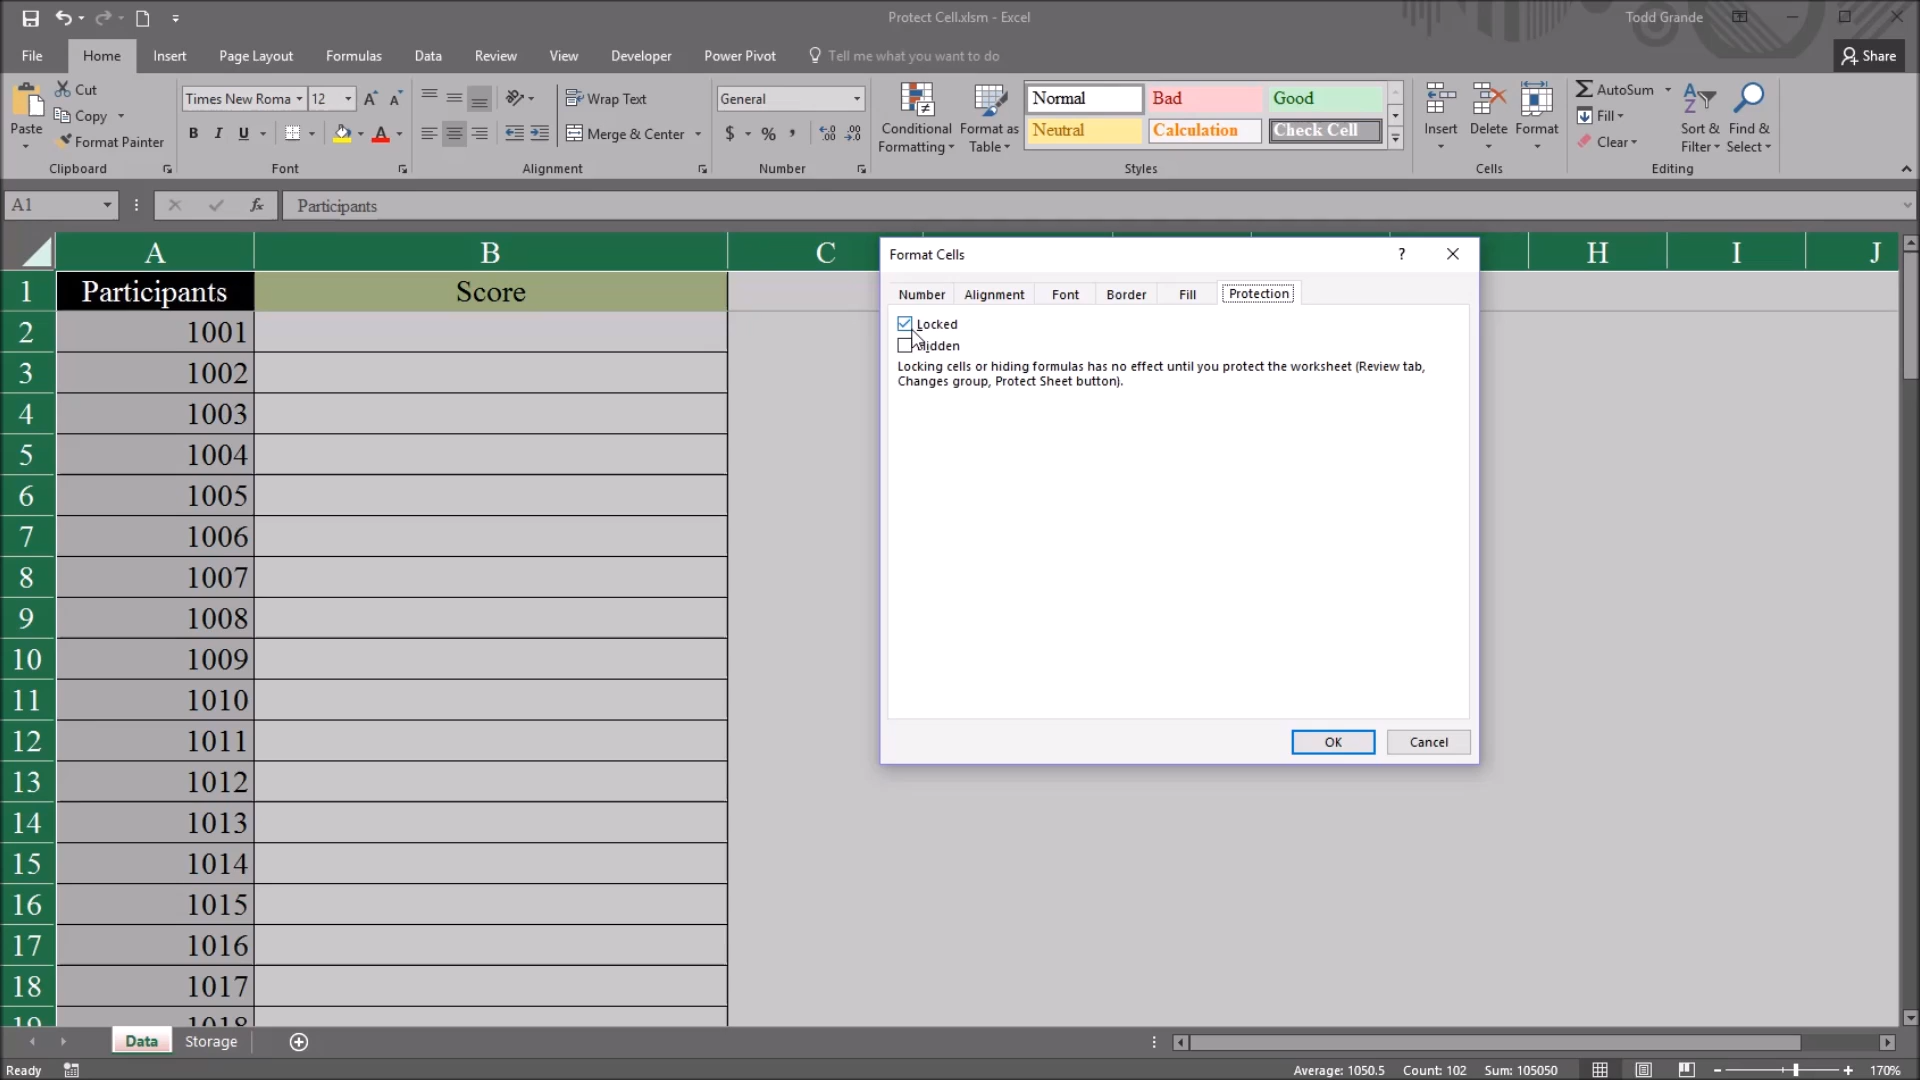 Protect Cell.xlsm - Excel
Todd Grande
File Home Insert Page Layout Formulas Data Review View Developer Power Pivot Tell me what you want to do
Share
Paste
Cut
Copy
Format Painter
Clipboard
Times New Roma 12
B I U
Font
Wrap Text
Merge & Center
Alignment
General
$ % ,
Number
Conditional Formatting
Format as Table
Normal Bad Good
Neutral Calculation Check Cell
Styles
Insert Delete Format
Cells
AutoSum
Fill
Clear
Sort & Filter
Find & Select
Editing
A1
fx
Participants
A B C H I J
1 Participants Score
2 1001
3 1002
4 1003
5 1004
6 1005
7 1006
8 1007
9 1008
10 1009
11 1010
12 1011
13 1012
14 1013
15 1014
16 1015
17 1016
18 1017
19 1018
Format Cells
?
Number Alignment Font Border Fill Protection
Locked
Hidden
Locking cells or hiding formulas has no effect until you protect the worksheet (Review tab,
Changes group, Protect Sheet button).
OK Cancel
Data Storage
Ready
Average: 1050.5 Count: 102 Sum: 105050
170%